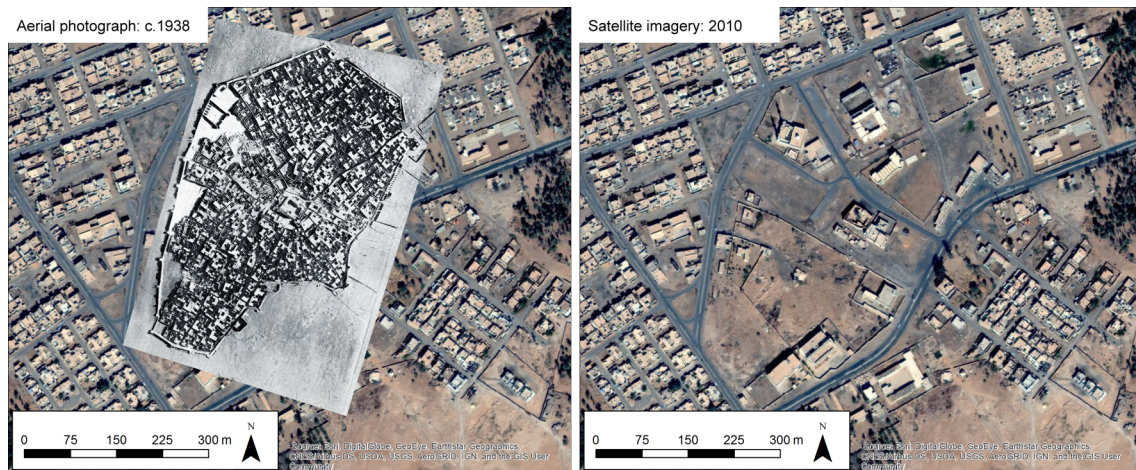 Aerial photograph: c.1938
0 75 150 225 300 m
N
Sources: Esri, DigitalGlobe, GeoEye, Earthstar Geographics,
CNES/Airbus DS, USDA, USGS, AeroGRID, IGN, and the GIS User
Community
Satellite imagery: 2010
0 75 150 225 300 m
N
Sources: Esri, DigitalGlobe, GeoEye, Earthstar Geographics,
CNES/Airbus DS, USDA, USGS, AeroGRID, IGN, and the GIS User
Community